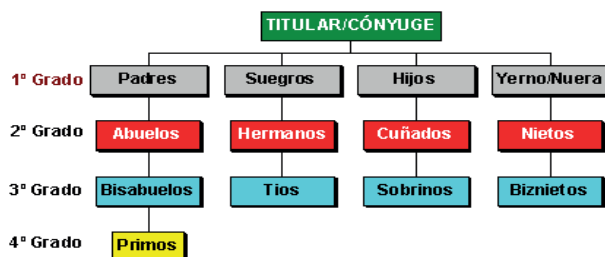 TITULAR/CÓNYUGE
1º Grado Padres Suegros Hijos Yerno/Nuera
2º Grado Abuelos Hermanos Cuñados Nietos
3º Grado Bisabuelos Tios Sobrinos Biznietos
4º Grado Primos